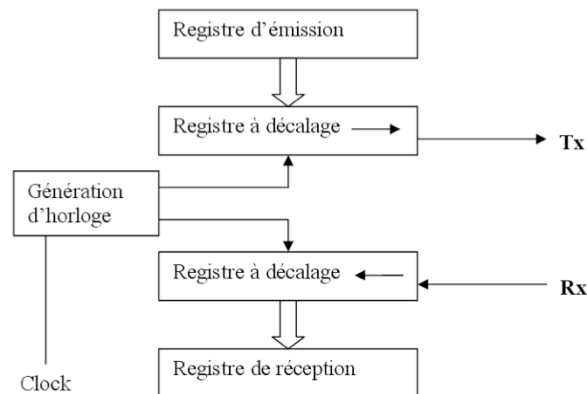 Registre d'émission
Registre à décalage
Tx
Génération
d'horloge
Registre à décalage
Rx
Registre de réception
Clock